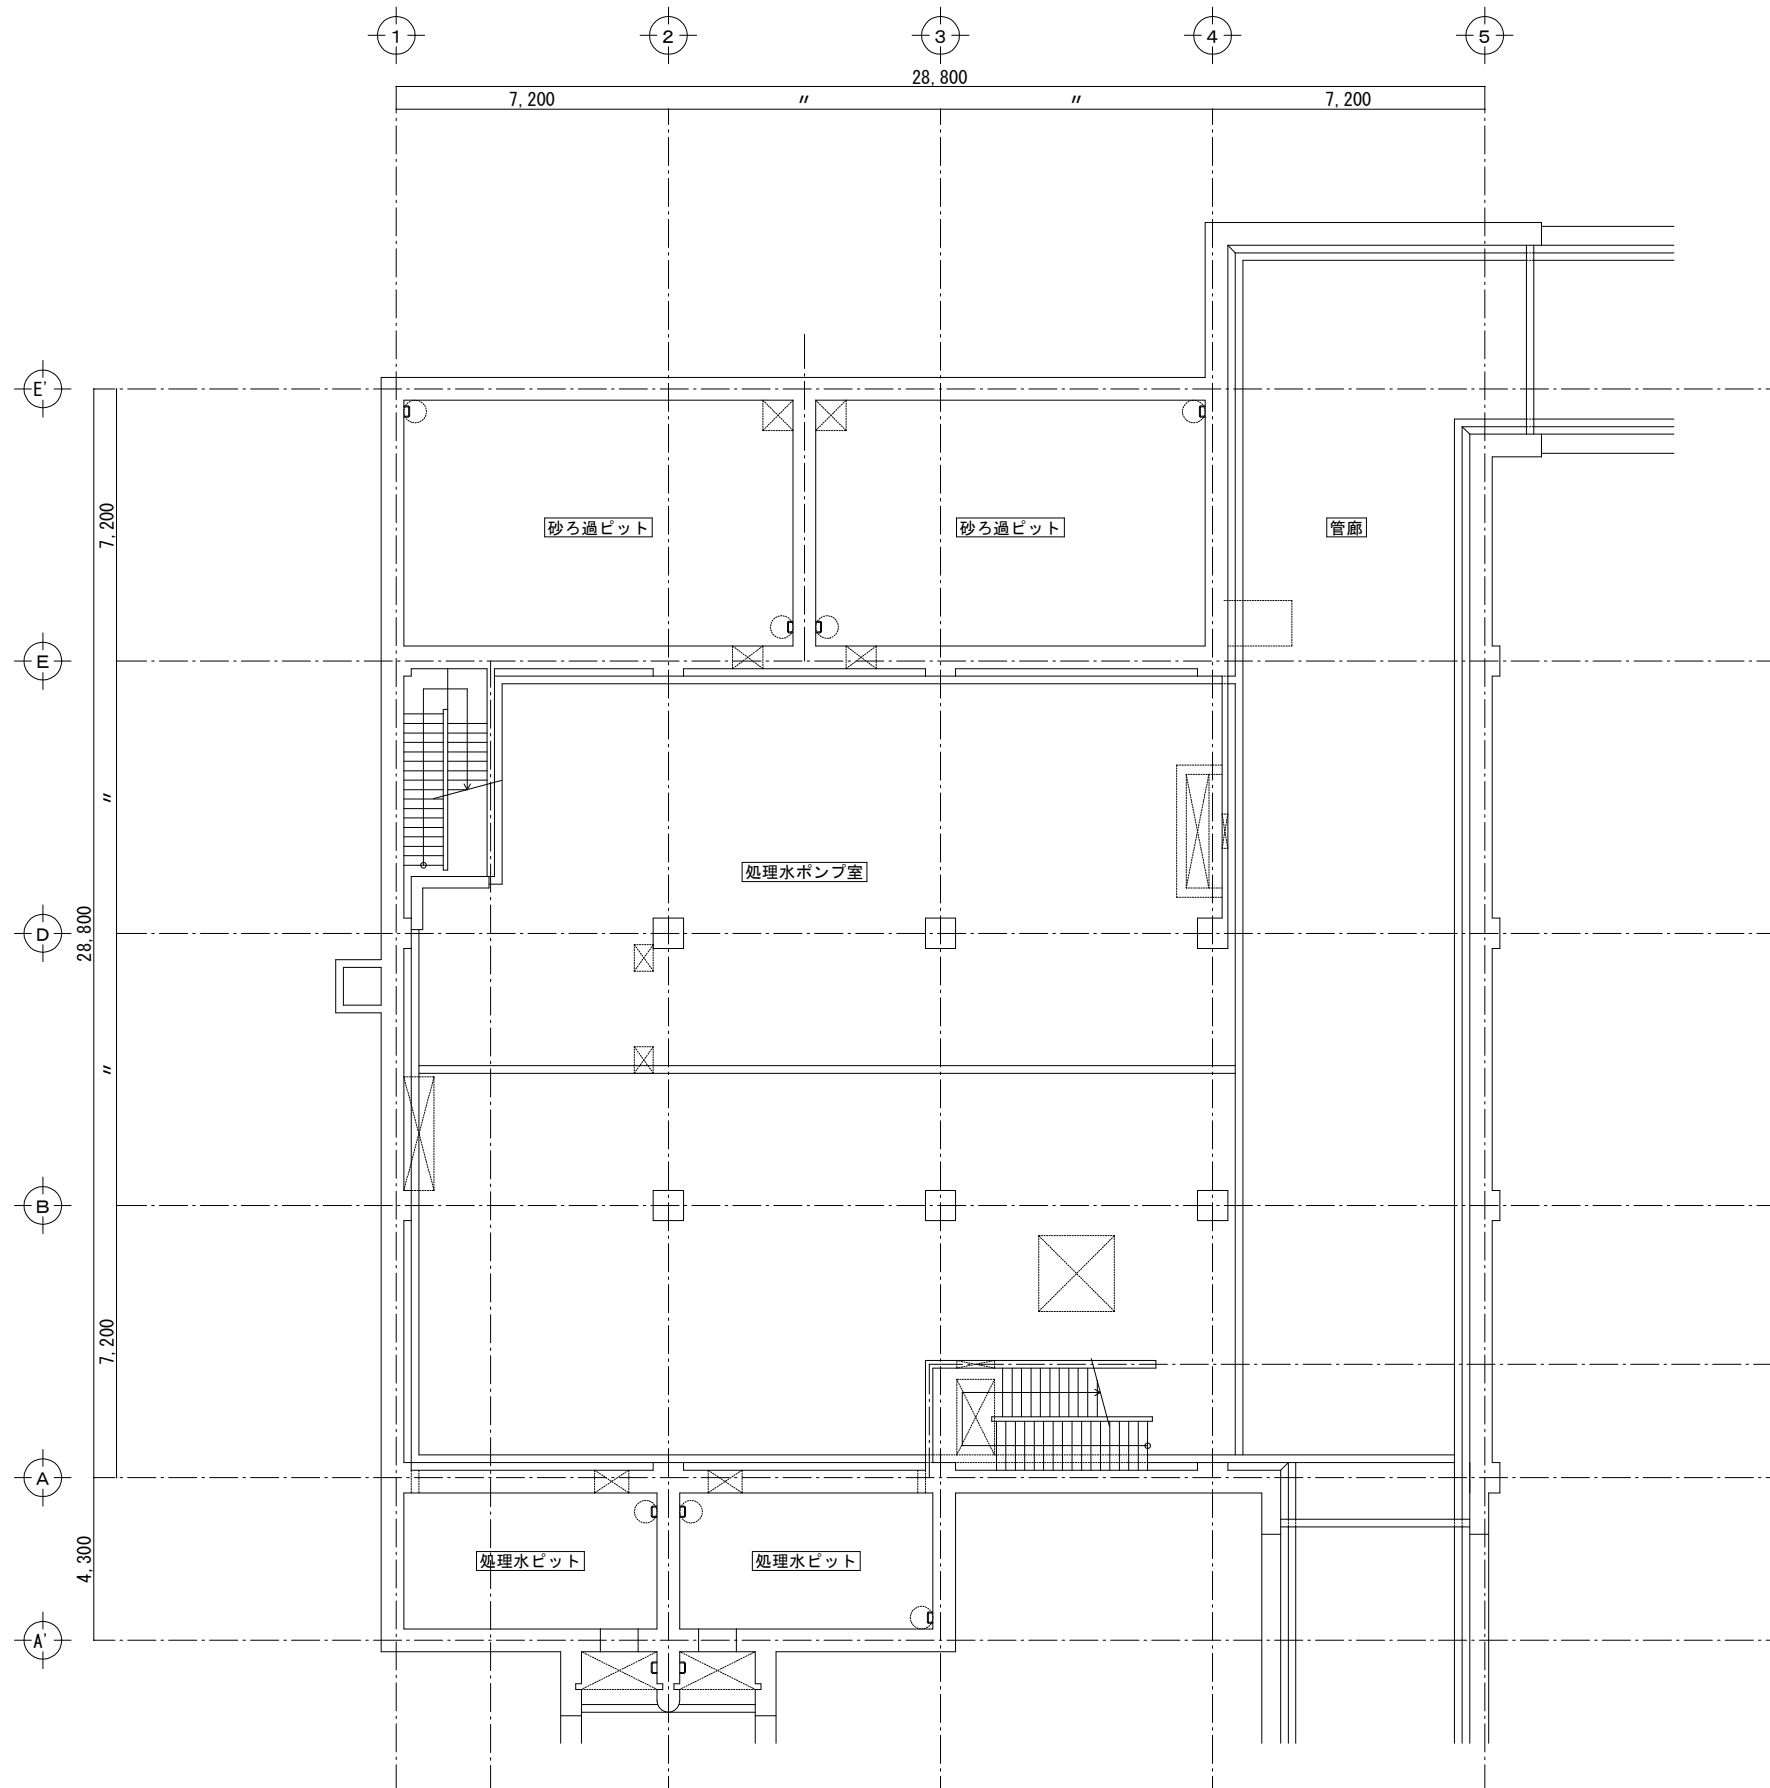 1 2 3 4 5
28,800
7,200 〃 〃 7,200
E'
砂ろ過ピット 砂ろ過ピット 管廊
7,200
E
〃
処理水ポンプ室
28,800
D
〃
B
7,200
A
処理水ピット 処理水ピット
4,300
A'